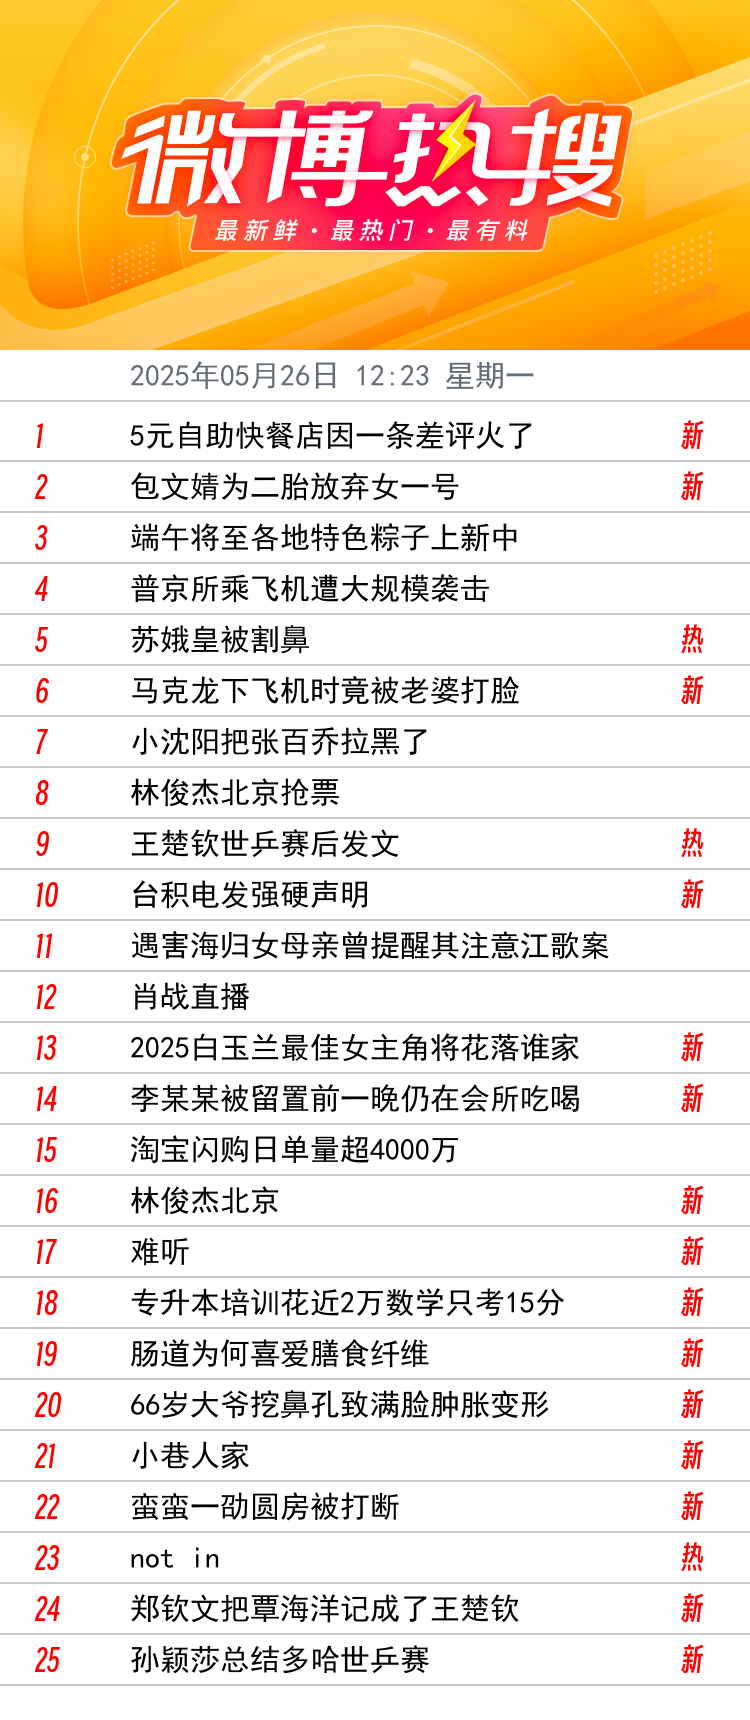 微博热搜
最新鲜·最热门·最有料
2025年05月26日 12:23 星期一
1 5元自助快餐店因一条差评火了 新
2 包文婧为二胎放弃女一号 新
3 端午将至各地特色粽子上新中
4 普京所乘飞机遭大规模袭击
5 苏娥皇被割鼻 热
6 马克龙下飞机时竟被老婆打脸 新
7 小沈阳把张百乔拉黑了
8 林俊杰北京抢票
9 王楚钦世乒赛后发文 热
10 台积电发强硬声明 新
11 遇害海归女母亲曾提醒其注意江歌案
12 肖战直播
13 2025白玉兰最佳女主角将花落谁家 新
14 李某某被留置前一晚仍在会所吃喝 新
15 淘宝闪购日单量超4000万
16 林俊杰北京 新
17 难听 新
18 专升本培训花近2万数学只考15分 新
19 肠道为何喜爱膳食纤维 新
20 66岁大爷挖鼻孔致满脸肿胀变形 新
21 小巷人家 新
22 蛮蛮一劭圆房被打断 新
23 not in 热
24 郑钦文把覃海洋记成了王楚钦 新
25 孙颖莎总结多哈世乒赛 新